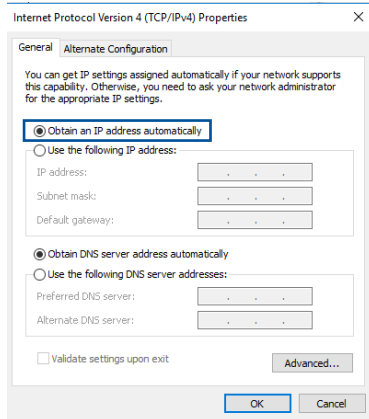 Internet Protocol Version 4 (TCP/IPv4) Properties
General Alternate Configuration
You can get IP settings assigned automatically if your network supports
this capability. Otherwise, you need to ask your network administrator
for the appropriate IP settings.
Obtain an IP address automatically
Use the following IP address:
IP address:
Subnet mask:
Default gateway:
Obtain DNS server address automatically
Use the following DNS server addresses:
Preferred DNS server:
Alternate DNS server:
Validate settings upon exit
Advanced...
OK Cancel